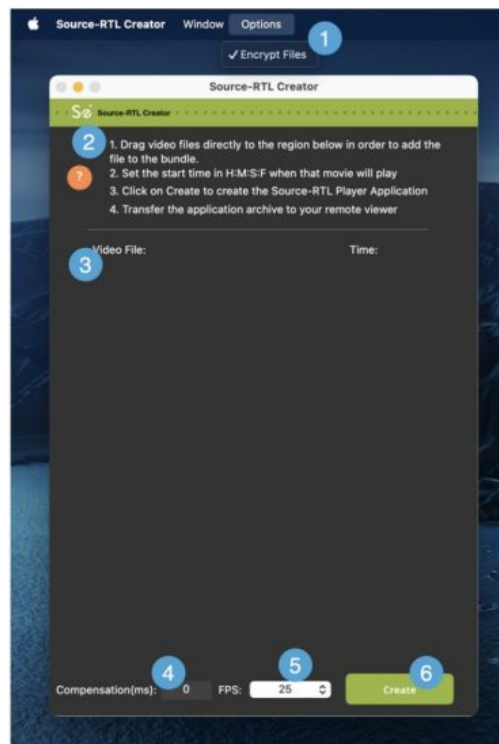 Source-RTL Creator Window Options
1
✓ Encrypt Files
Source-RTL Creator
Sø Source-RTL Creator
2
1. Drag video files directly to the region below in order to add the
file to the bundle.
?
2. Set the start time in H:M:S:F when that movie will play
3. Click on Create to create the Source-RTL Player Application
4. Transfer the application archive to your remote viewer
Video File: Time:
3
4 5 6
Compensation(ms): 0 FPS: 25 Create